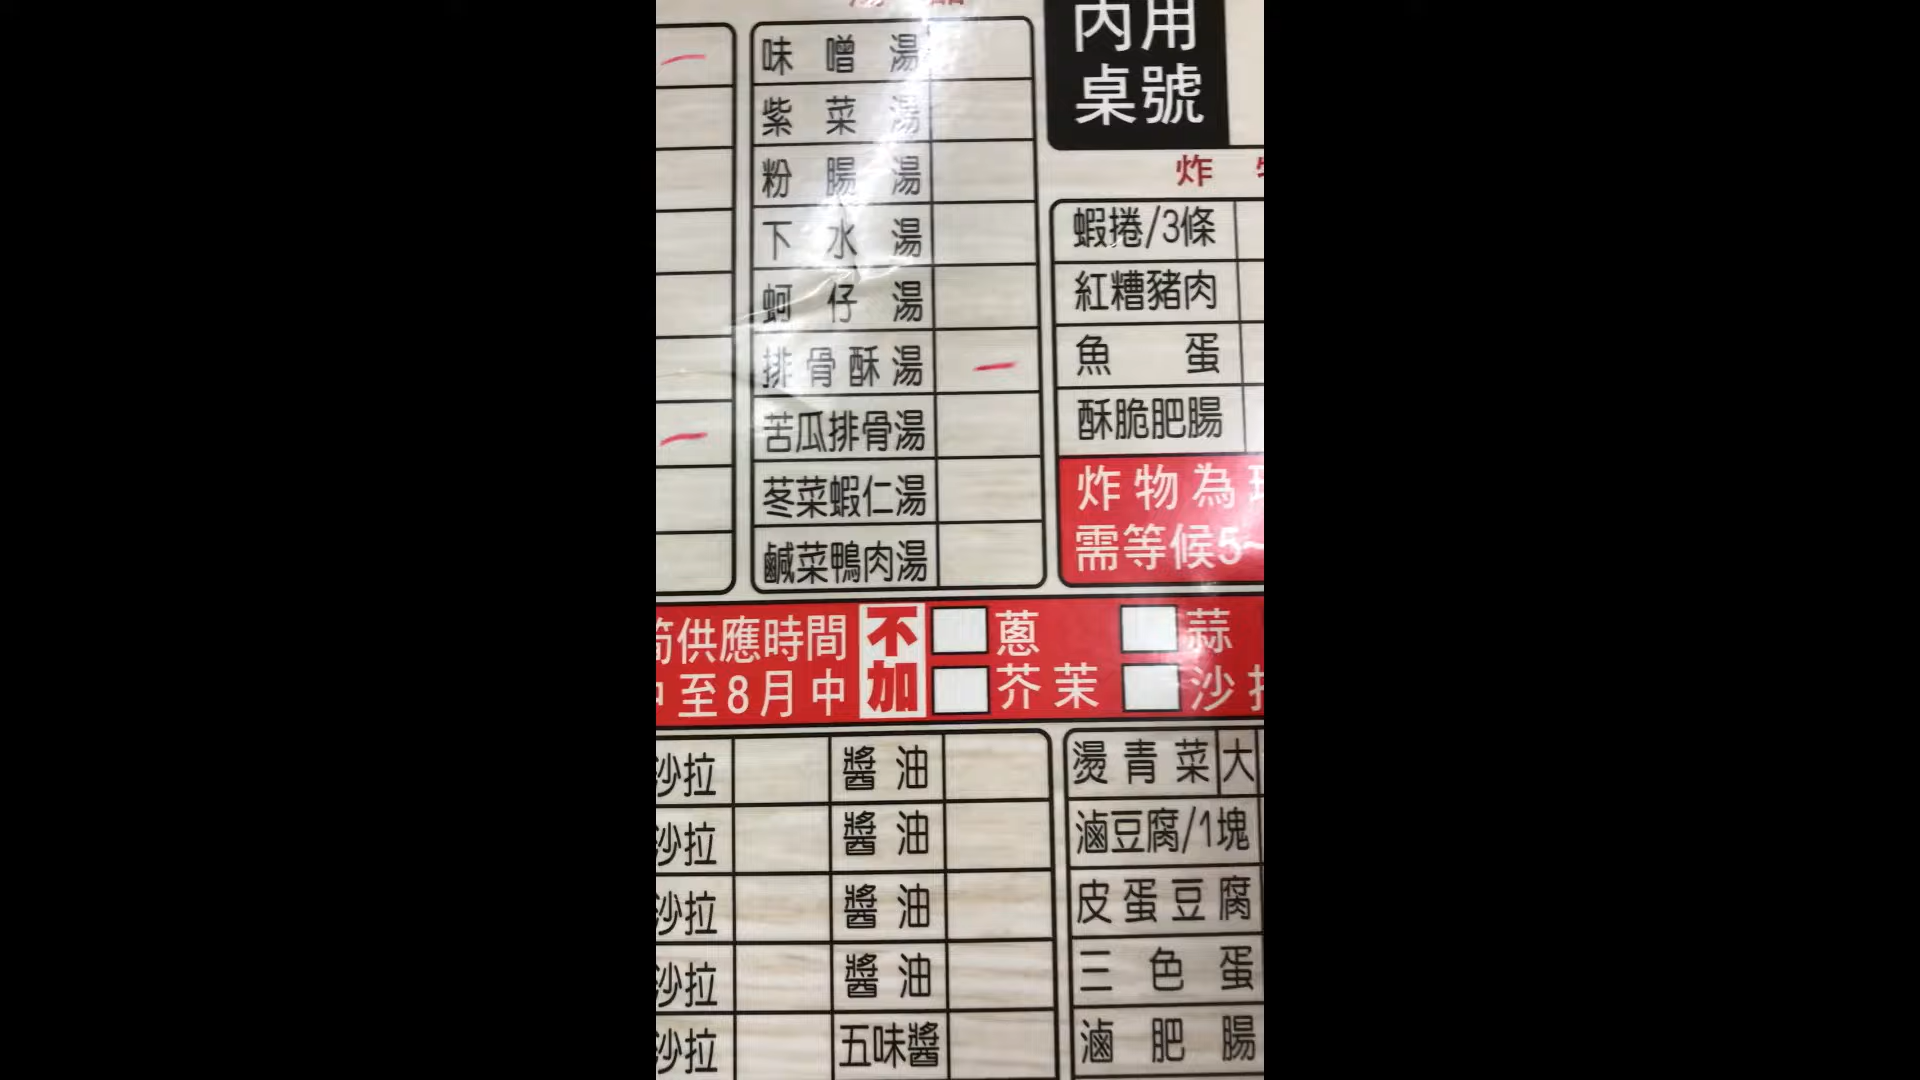 內用
桌號
味噌湯
紫菜湯
粉腸湯
下水湯
蚵仔湯
排骨酥湯 一
苦瓜排骨湯
苳菜蝦仁湯
鹹菜鴨肉湯
炸
蝦捲/3條
紅糟豬肉
魚蛋
酥脆肥腸
炸物為
需等候5~
供應時間
至8月中
不加
蔥
蒜
芥茉
沙
沙拉 醬油
沙拉 醬油
沙拉 醬油
沙拉 醬油
沙拉 五味醬
燙青菜 大
滷豆腐/1塊
皮蛋豆腐
三色蛋
滷肥腸